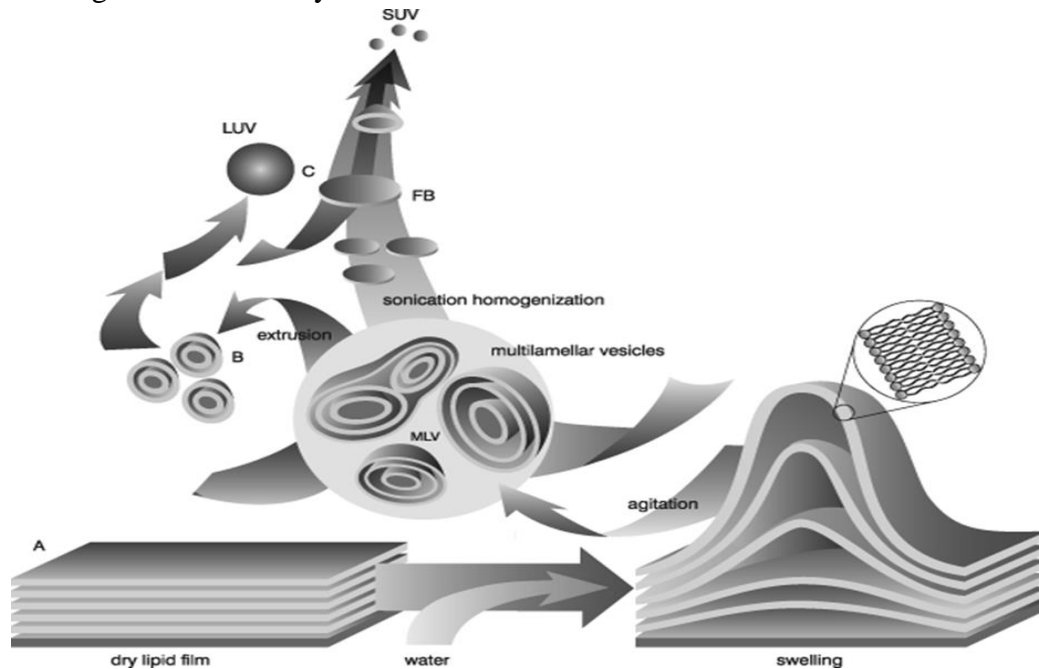 SUV
LUV
C
FB
sonication homogenization
extrusion
B
multilamellar vesicles
MLV
agitation
A
dry lipid film
water
swelling